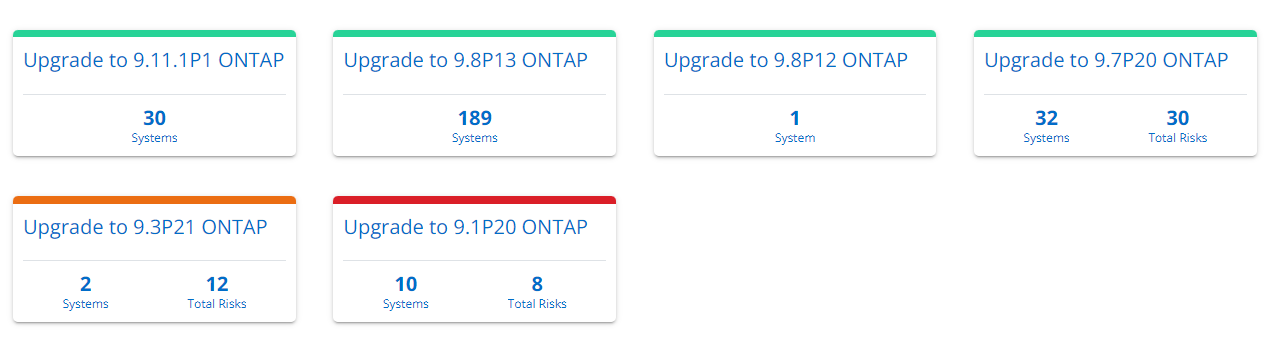 Upgrade to 9.11.1P1 ONTAP
30
Systems
Upgrade to 9.8P13 ONTAP
189
Systems
Upgrade to 9.8P12 ONTAP
1
System
Upgrade to 9.7P20 ONTAP
32 30
Systems Total Risks
Upgrade to 9.3P21 ONTAP
2 12
Systems Total Risks
Upgrade to 9.1P20 ONTAP
10 8
Systems Total Risks